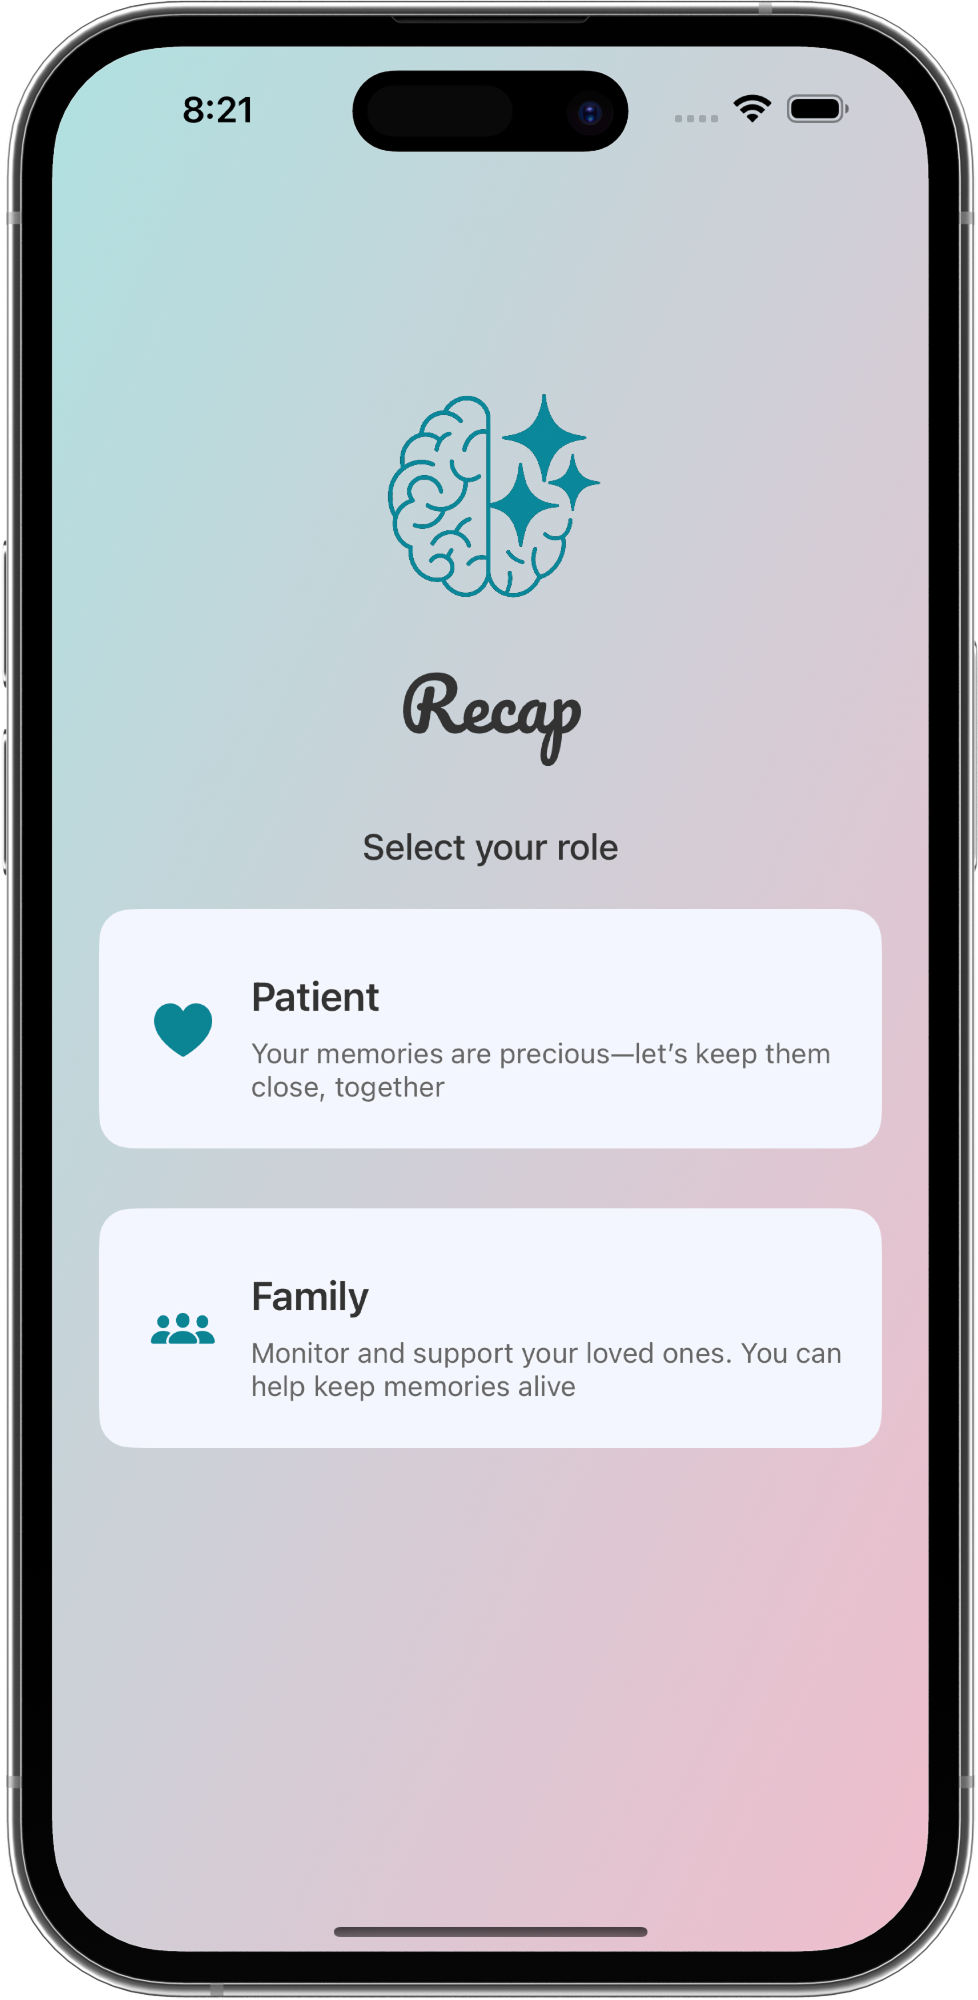 8:21
Recap
Select your role
Patient
Your memories are precious—let’s keep them
close, together
Family
Monitor and support your loved ones. You can
help keep memories alive